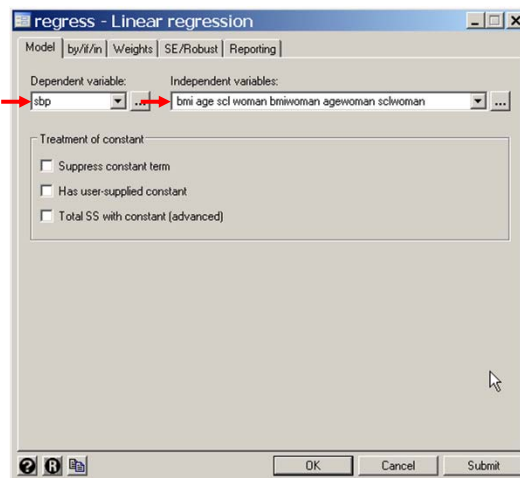 regress - Linear regression
Model by/if/in Weights SE/Robust Reporting
Dependent variable: Independent variables:
sbp ... bmi age scl woman bmiwoman agewoman sclwoman ...
Treatment of constant
Suppress constant term
Has user-supplied constant
Total SS with constant (advanced)
? R OK Cancel Submit